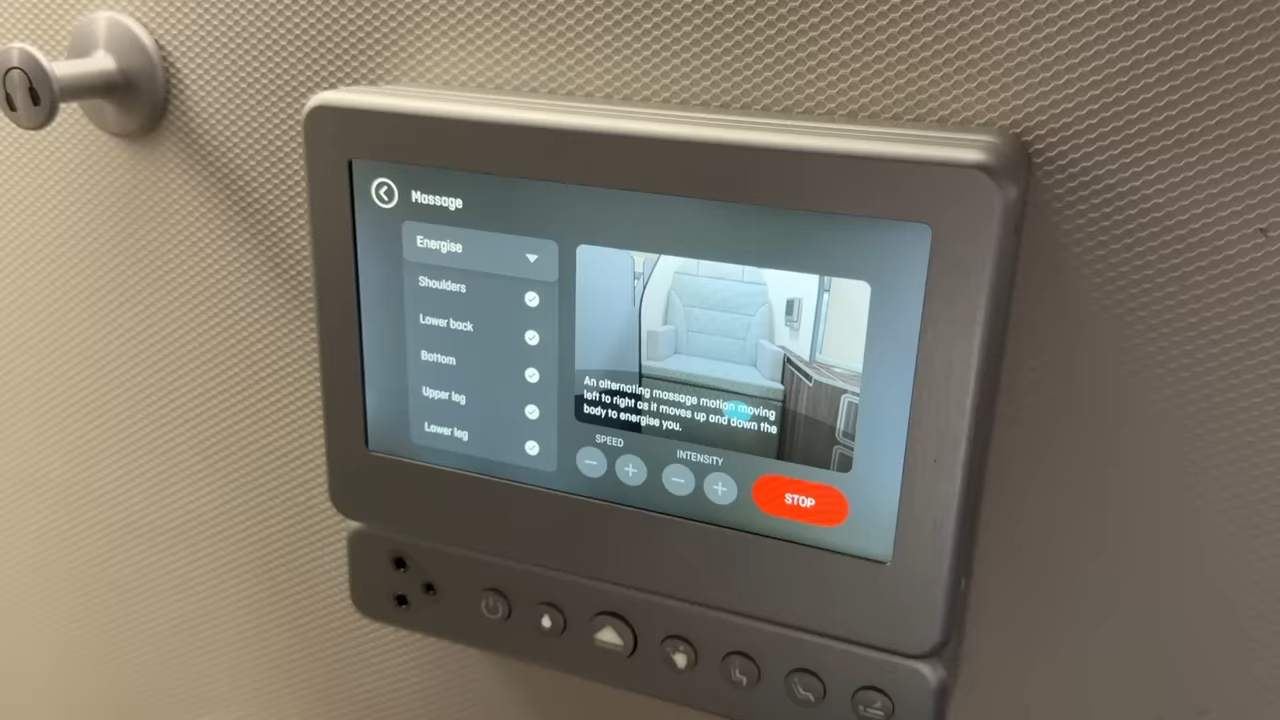 Massage
Energise
Shoulders
Lower back
Bottom
Upper leg
Lower leg
An alternating massage motion moving
left to right as it moves up and down the
body to energise you.
SPEED
INTENSITY
STOP